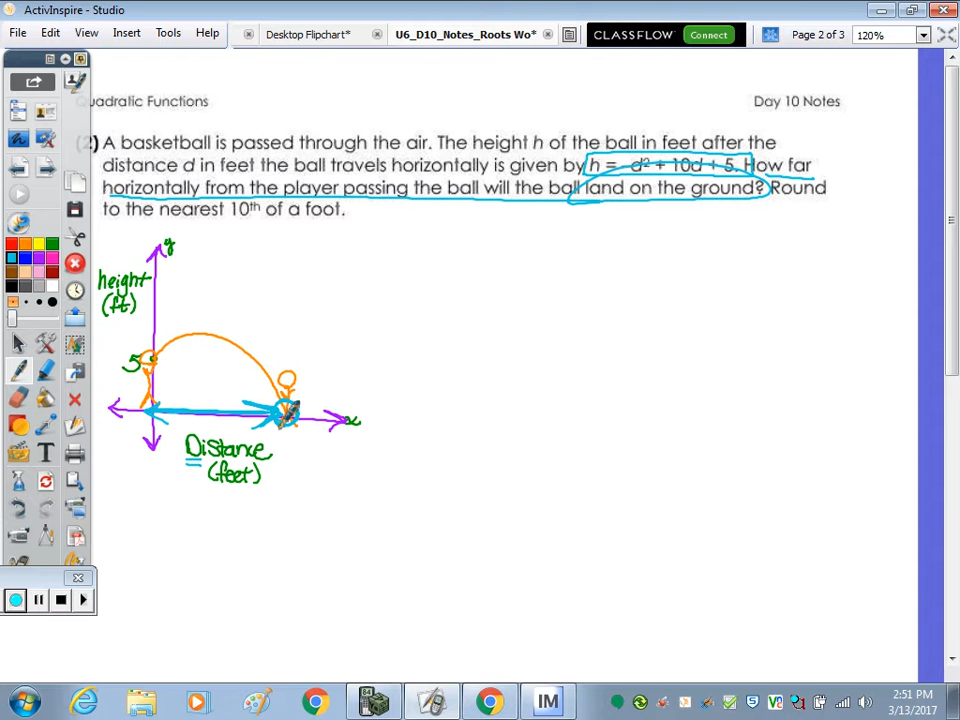 ActivInspire - Studio
File Edit View Insert Tools Help
Desktop Flipchart*
U6_D10_Notes_Roots Wo*
CLASSFLOW Connect
Page 2 of 3
120%
Quadratic Functions
Day 10 Notes
(2) A basketball is passed through the air. The height h of the ball in feet after the
distance d in feet the ball travels horizontally is given by h = -d² + 10d + 5. How far
horizontally from the player passing the ball will the ball land on the ground? Round
to the nearest 10th of a foot.
y
height
(ft)
5
x
Distance
(feet)
84
IM
2:51 PM
3/13/2017